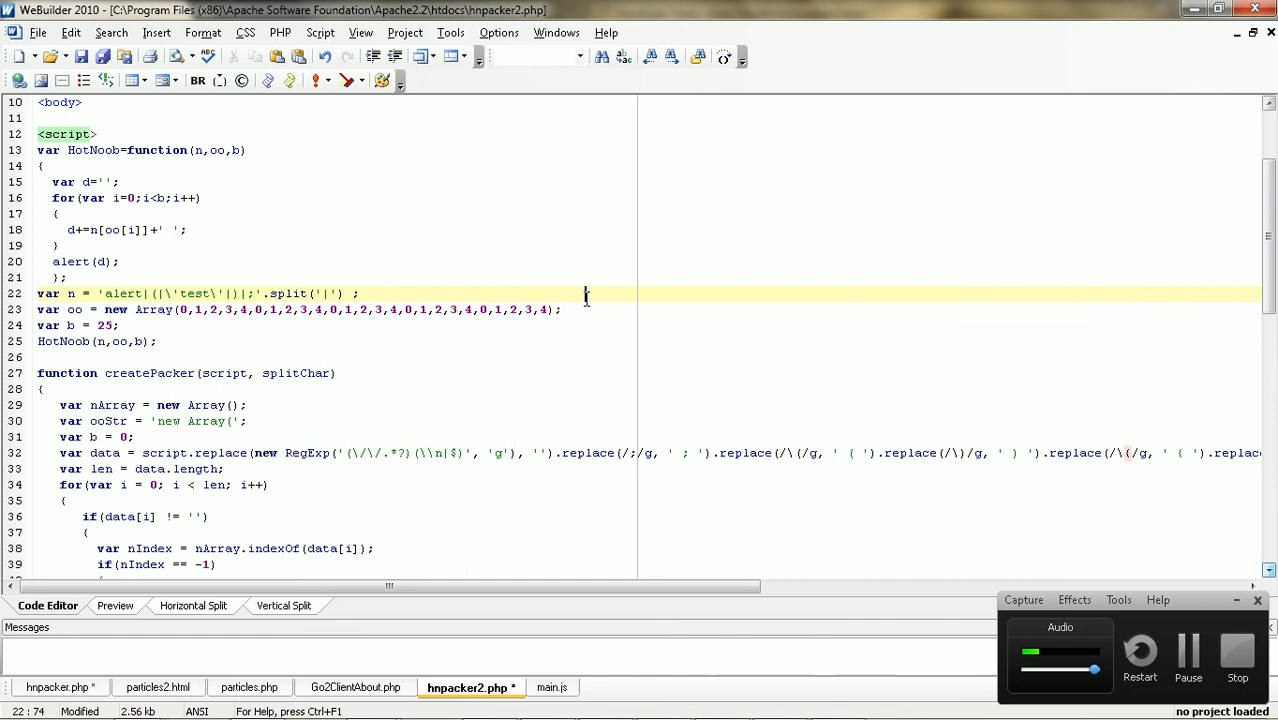 WeBuilder 2010 - [C:\Program Files (x86)\Apache Software Foundation\Apache2.2\htdocs\hnpacker2.php]
File Edit Search Insert Format CSS PHP Script View Project Tools Options Windows Help
BR
10 <body>
11
12 <script>
13 var HotNoob=function(n,oo,b)
14 {
15 var d='';
16 for(var i=0;i<b;i++)
17 {
18 d+=n[oo[i]]+' ';
19 }
20 alert(d);
21 };
22 var n = 'alert|(|\'test\'|)|;'.split('|') ;
23 var oo = new Array(0,1,2,3,4,0,1,2,3,4,0,1,2,3,4,0,1,2,3,4,0,1,2,3,4);
24 var b = 25;
25 HotNoob(n,oo,b);
26
27 function createPacker(script, splitChar)
28 {
29 var nArray = new Array();
30 var ooStr = 'new Array(';
31 var b = 0;
32 var data = script.replace(new RegExp('(\/\/.*?)(\\n|$)', 'g'), '').replace(/;/g, ' ; ').replace(/\(/g, ' ( ').replace(/\)/g, ' ) ').replace(/\{/g, ' { ').replac
33 var len = data.length;
34 for(var i = 0; i < len; i++)
35 {
36 if(data[i] != '')
37 {
38 var nIndex = nArray.indexOf(data[i]);
39 if(nIndex == -1)
Code Editor Preview Horizontal Split Vertical Split
Messages
Capture Effects Tools Help
Audio
Restart Pause Stop
hnpacker.php * particles2.html particles.php Go2ClientAbout.php hnpacker2.php * main.js
22 : 74 Modified 2.56 kb ANSI For Help, press Ctrl+F1 no project loaded